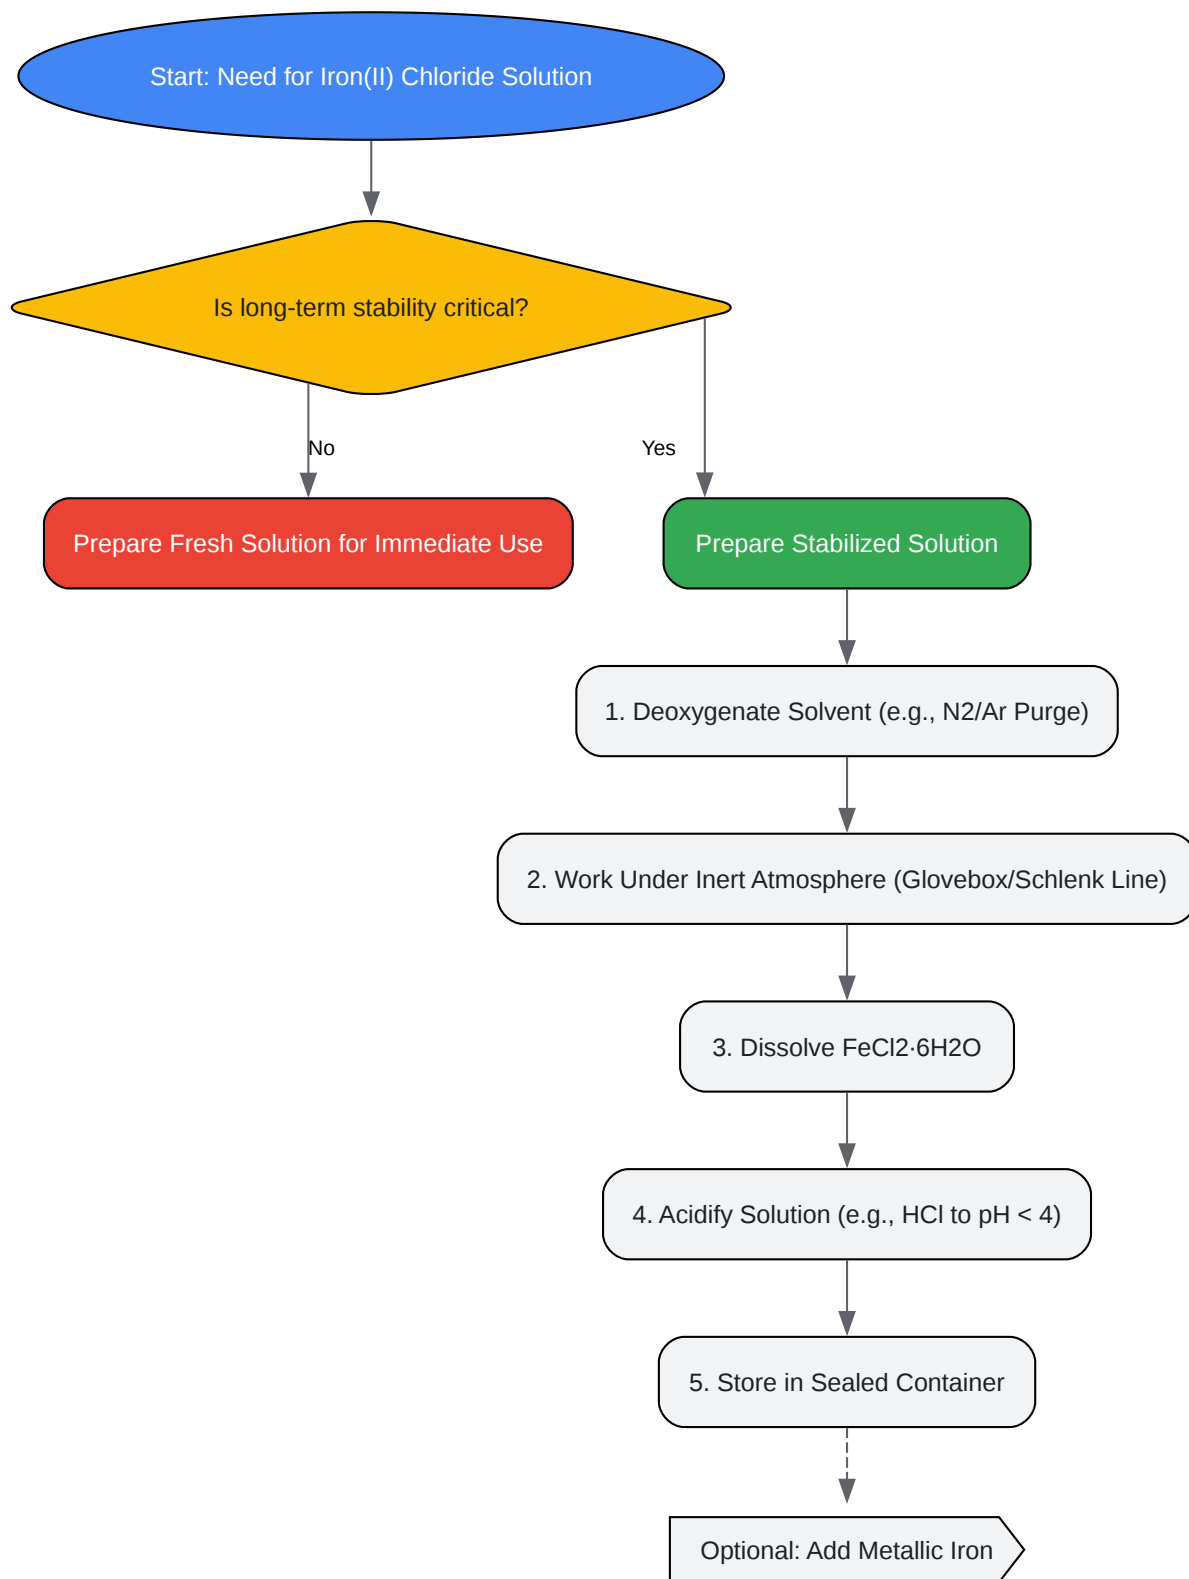 Start: Need for Iron(II) Chloride Solution
Is long-term stability critical?
No
Yes
Prepare Fresh Solution for Immediate Use
Prepare Stabilized Solution
1. Deoxygenate Solvent (e.g., N2/Ar Purge)
2. Work Under Inert Atmosphere (Glovebox/Schlenk Line)
3. Dissolve FeCl2·6H2O
4. Acidify Solution (e.g., HCl to pH < 4)
5. Store in Sealed Container
Optional: Add Metallic Iron